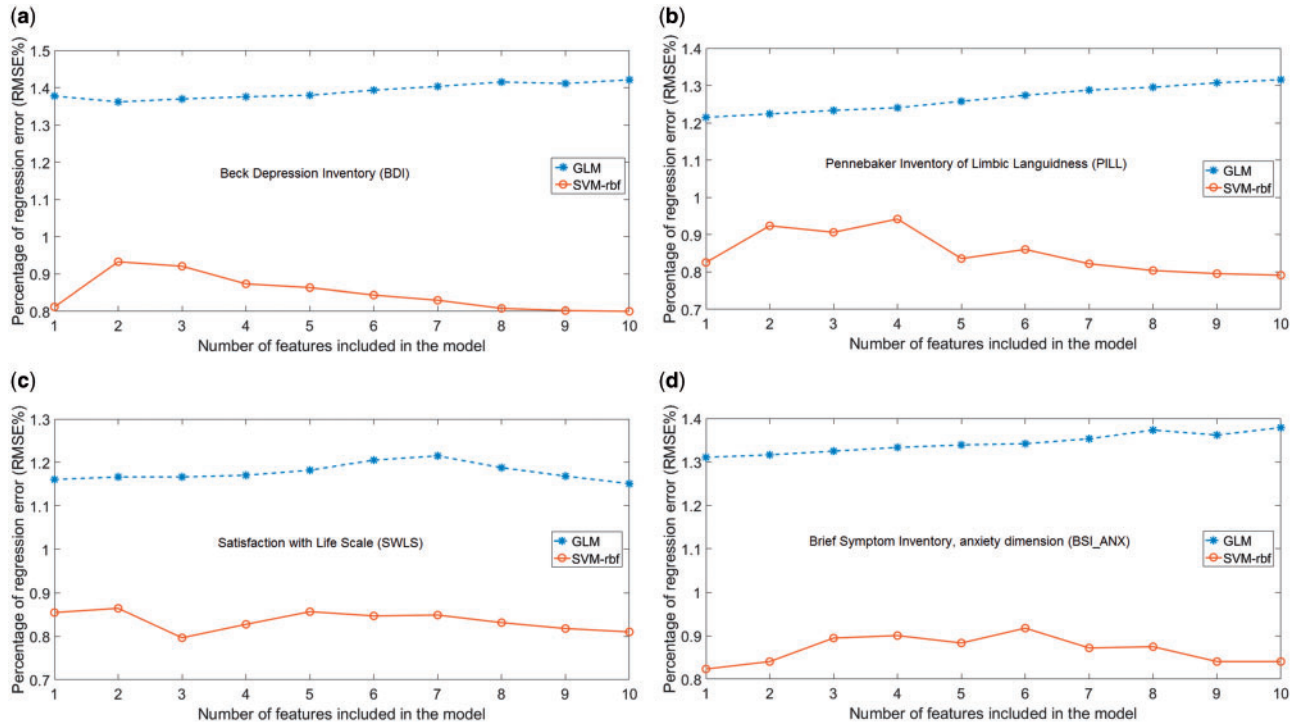 (a)
Percentage of regression error (RMSE%)
1.5
1.4
1.3
1.2
1.1
1
0.9
0.8
Beck Depression Inventory (BDI)
GLM
SVM-rbf
1 2 3 4 5 6 7 8 9 10
Number of features included in the model
(b)
Percentage of regression error (RMSE%)
1.4
1.3
1.2
1.1
1
0.9
0.8
0.7
Pennebaker Inventory of Limbic Languidness (PILL)
GLM
SVM-rbf
1 2 3 4 5 6 7 8 9 10
Number of features included in the model
(c)
Percentage of regression error (RMSE%)
1.3
1.2
1.1
1
0.9
0.8
0.7
Satisfaction with Life Scale (SWLS)
GLM
SVM-rbf
1 2 3 4 5 6 7 8 9 10
Number of features included in the model
(d)
Percentage of regression error (RMSE%)
1.4
1.3
1.2
1.1
1
0.9
0.8
Brief Symptom Inventory, anxiety dimension (BSI_ANX)
GLM
SVM-rbf
1 2 3 4 5 6 7 8 9 10
Number of features included in the model